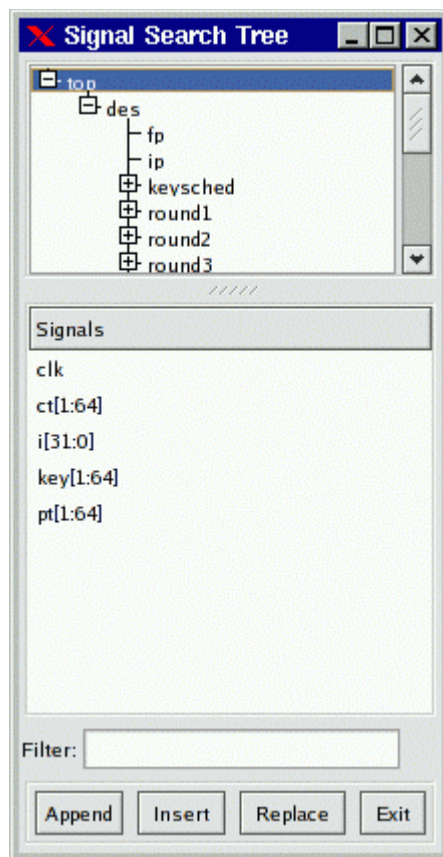 Signal Search Tree
top
des
fp
ip
keysched
round1
round2
round3
Signals
clk
ct[1:64]
i[31:0]
key[1:64]
pt[1:64]
Filter:
Append Insert Replace Exit